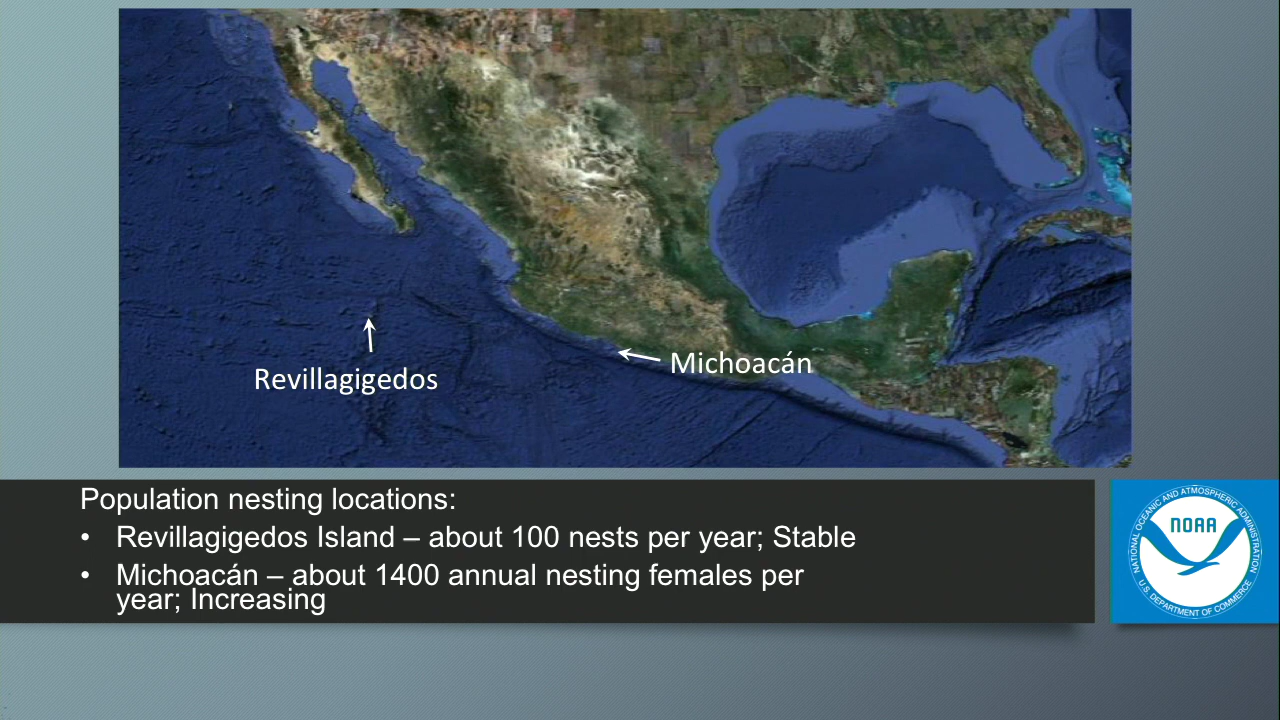 Revillagigedos
Michoacán
Population nesting locations:
• Revillagigedos Island – about 100 nests per year; Stable
• Michoacán – about 1400 annual nesting females per
year; Increasing
NATIONAL OCEANIC AND ATMOSPHERIC ADMINISTRATION
NOAA
U.S. DEPARTMENT OF COMMERCE